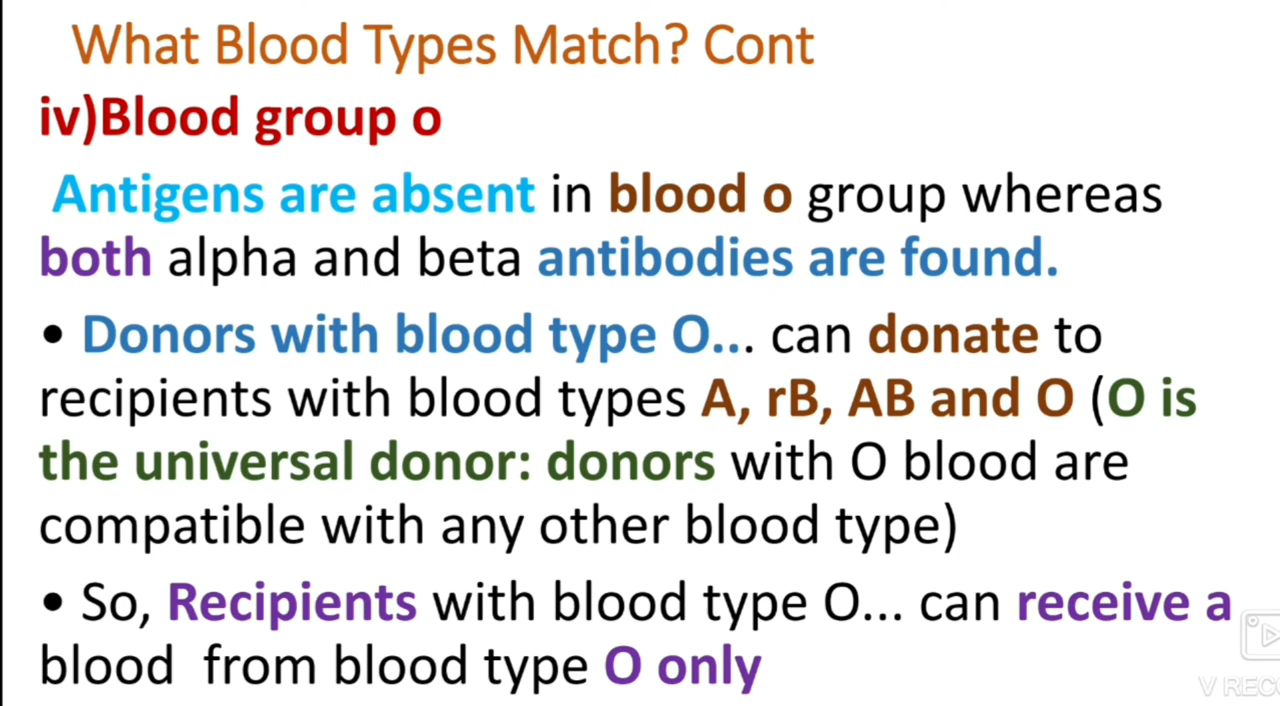 What Blood Types Match? Cont
iv)Blood group o
Antigens are absent in blood o group whereas
both alpha and beta antibodies are found.
• Donors with blood type O... can donate to
recipients with blood types A, rB, AB and O (O is
the universal donor: donors with O blood are
compatible with any other blood type)
• So, Recipients with blood type O... can receive a
blood from blood type O only